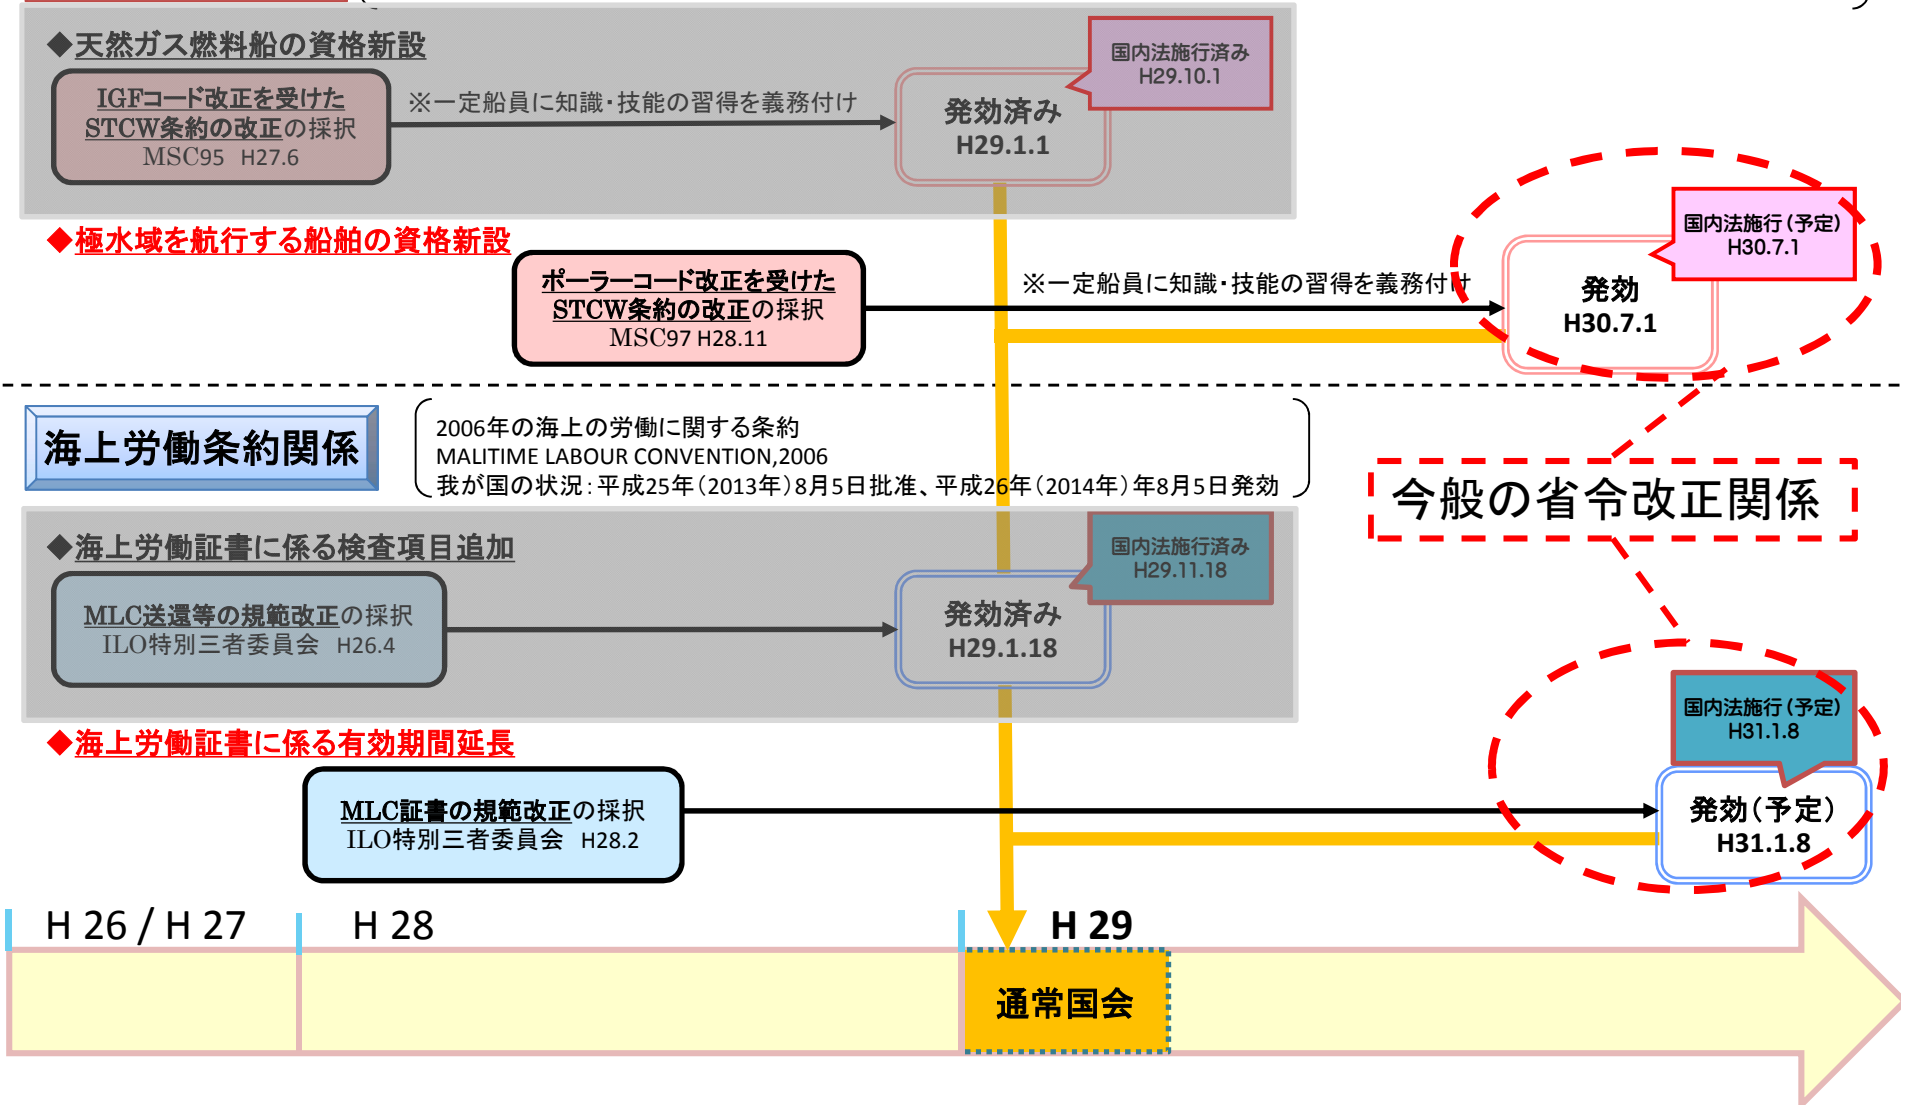 ◆天然ガス燃料船の資格新設
国内法施行済み
H29.10.1
IGFコード改正を受けた
STCW条約の改正の採択
MSC95 H27.6
※一定船員に知識・技能の習得を義務付け
発効済み
H29.1.1
◆極水域を航行する船舶の資格新設
国内法施行(予定)
H30.7.1
ポーラーコード改正を受けた
STCW条約の改正の採択
MSC97 H28.11
※一定船員に知識・技能の習得を義務付け
発効
H30.7.1
海上労働条約関係
2006年の海上の労働に関する条約
MALITIME LABOUR CONVENTION,2006
我が国の状況:平成25年(2013年)8月5日批准、平成26年(2014年)年8月5日発効
今般の省令改正関係
◆海上労働証書に係る検査項目追加
国内法施行済み
H29.11.18
MLC送還等の規範改正の採択
ILO特別三者委員会 H26.4
発効済み
H29.1.18
◆海上労働証書に係る有効期間延長
国内法施行(予定)
H31.1.8
MLC証書の規範改正の採択
ILO特別三者委員会 H28.2
発効(予定)
H31.1.8
H 26 / H 27
H 28
H 29
通常国会